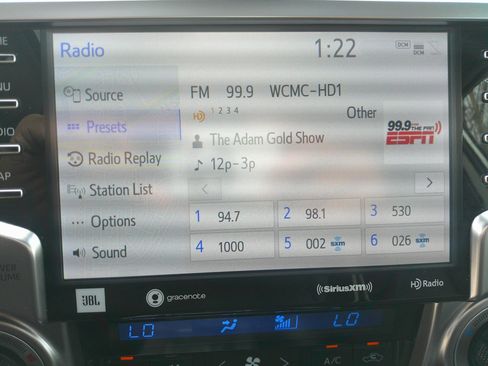 Radio 1:22 DCM DCM
Source FM 99.9 WCMC-HD1
HD 1 2 3 4 Other
Presets The Adam Gold Show 99.9 THE FAN ESPN
Radio Replay 12p-3p
Station List < >
1 94.7 2 98.1 3 530
Options
4 1000 5 002 sxm 6 026 sxm
Sound
JBL gracenote ((SiriusXM)) HD Radio
LO LO
A/C